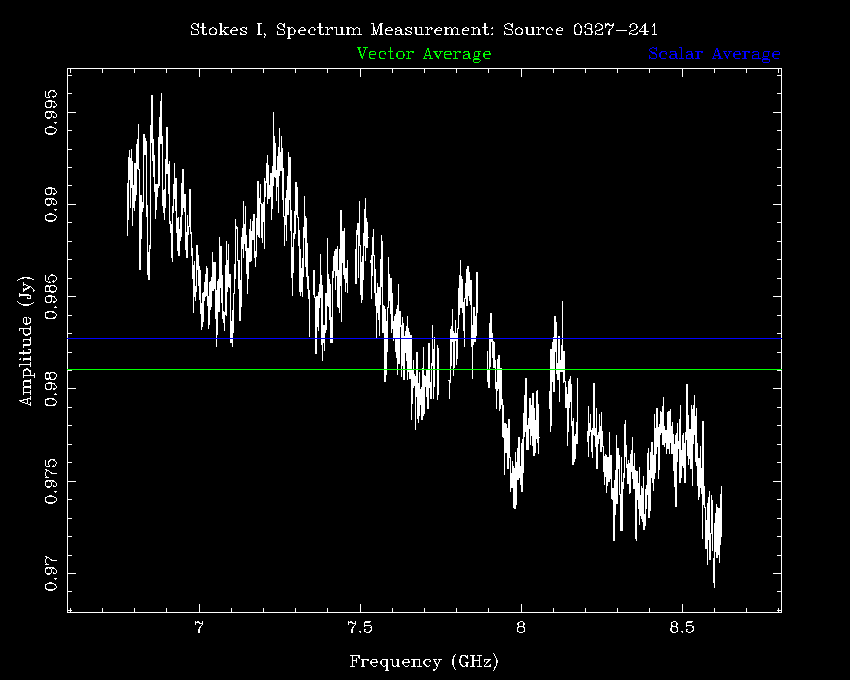 Stokes I, Spectrum Measurement: Source 0327-241
Vector Average Scalar Average
0.995
0.99
0.985
0.98
0.975
0.97
Amplitude (Jy)
7 7.5 8 8.5
Frequency (GHz)